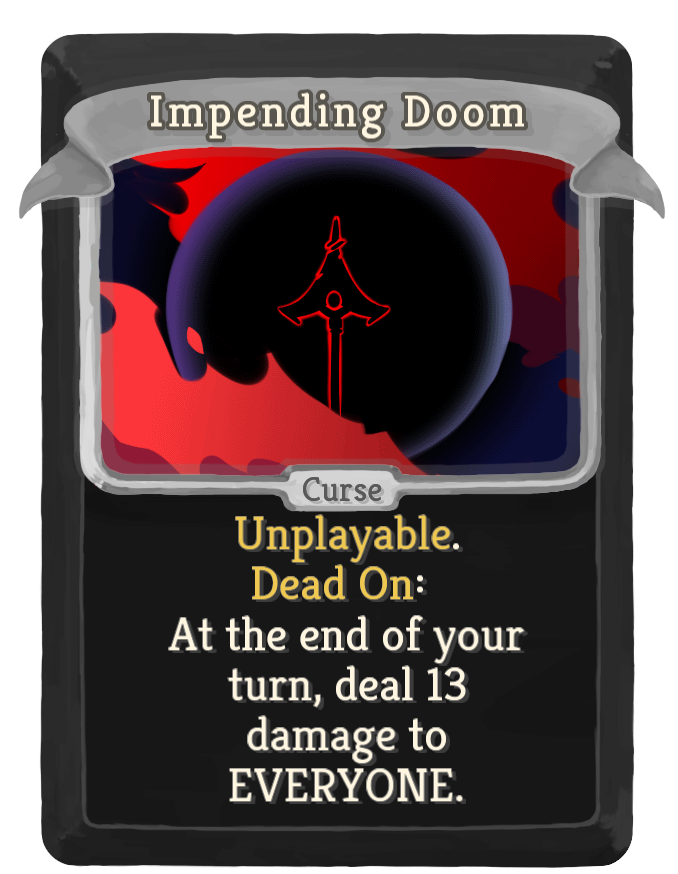 Impending Doom
Curse
Unplayable.
Dead On:
At the end of your
turn, deal 13
damage to
EVERYONE.